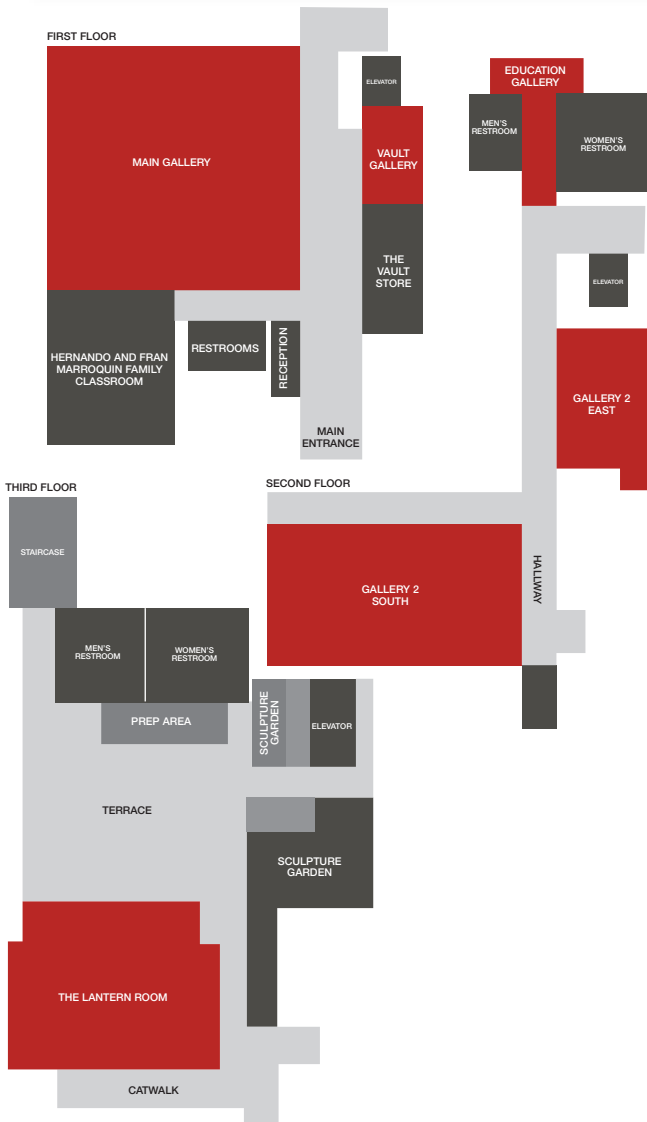 FIRST FLOOR
MAIN GALLERY
ELEVATOR
VAULT
GALLERY
THE
VAULT
STORE
HERNANDO AND FRAN
MARROQUIN FAMILY
CLASSROOM
RESTROOMS
RECEPTION
MAIN
ENTRANCE
EDUCATION
GALLERY
MEN'S
RESTROOM
WOMEN'S
RESTROOM
ELEVATOR
GALLERY 2
EAST
SECOND FLOOR
GALLERY 2
SOUTH
HALLWAY
THIRD FLOOR
STAIRCASE
MEN'S
RESTROOM
WOMEN'S
RESTROOM
PREP AREA
SCULPTURE
GARDEN
ELEVATOR
TERRACE
SCULPTURE
GARDEN
THE LANTERN ROOM
CATWALK